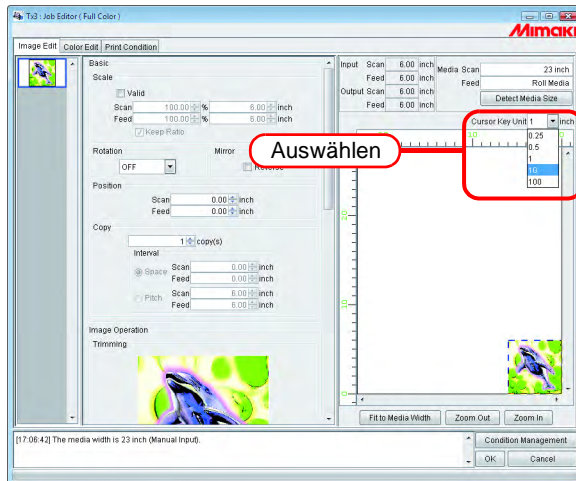 Tx3 : Job Editor ( Full Color )
Mimaki
Image Edit Color Edit Print Condition
Basic
Scale
Valid
Scan 100.00 % 6.00 inch
Feed 100.00 % 6.00 inch
Keep Ratio
Rotation Mirror
OFF Reverse
Position
Scan 0.00 inch
Feed 0.00 inch
Copy
1 copy(s)
Interval
Space Scan 0.00 inch
Feed 0.00 inch
Pitch Scan 6.00 inch
Feed 6.00 inch
Image Operation
Trimming
Input Scan 6.00 inch
Feed 6.00 inch
Output Scan 6.00 inch
Feed 6.00 inch
Media Scan 23 inch
Feed Roll Media
Detect Media Size
Cursor Key Unit 1 inch
0.25
0.5
1
10
100
Auswählen
10 0
20
10
0
Fit to Media Width Zoom Out Zoom In
[17:06:42] The media width is 23 inch (Manual Input).
Condition Management
OK Cancel